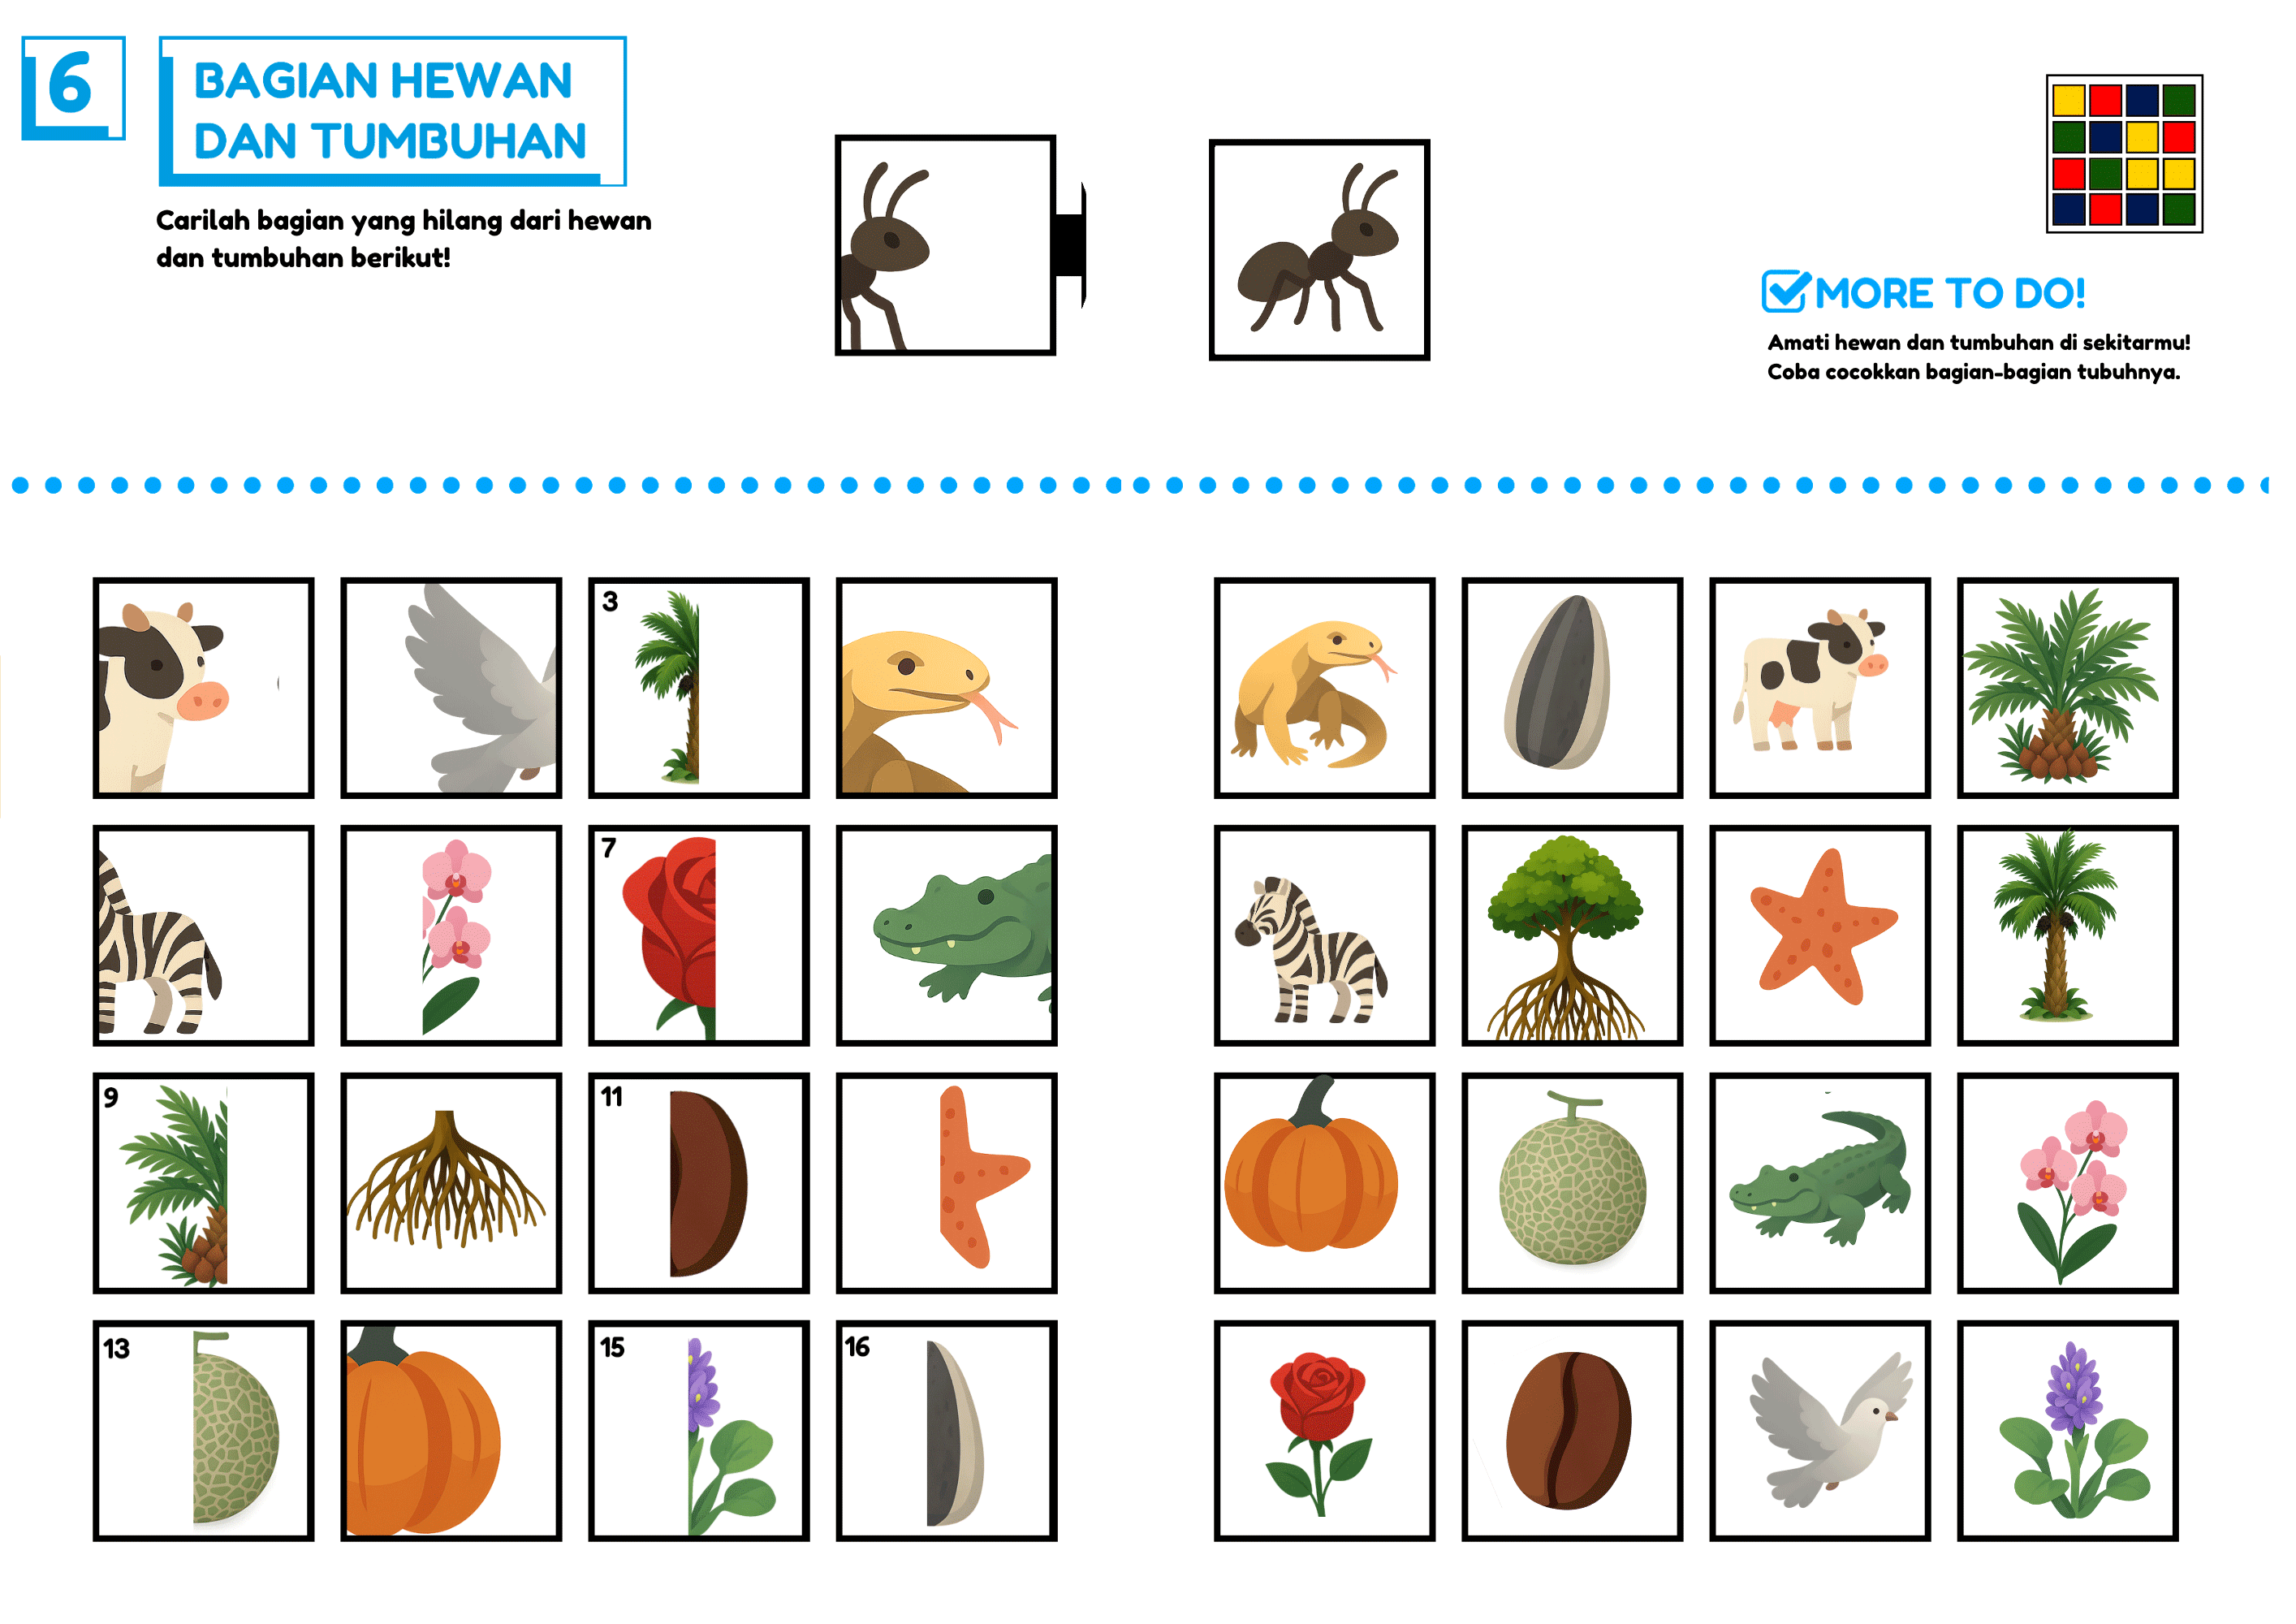 6
BAGIAN HEWAN
DAN TUMBUHAN
Carilah bagian yang hilang dari hewan
dan tumbuhan berikut!
MORE TO DO!
Amati hewan dan tumbuhan di sekitarmu!
Coba cocokkan bagian-bagian tubuhnya.
3
7
9
11
13
15
16